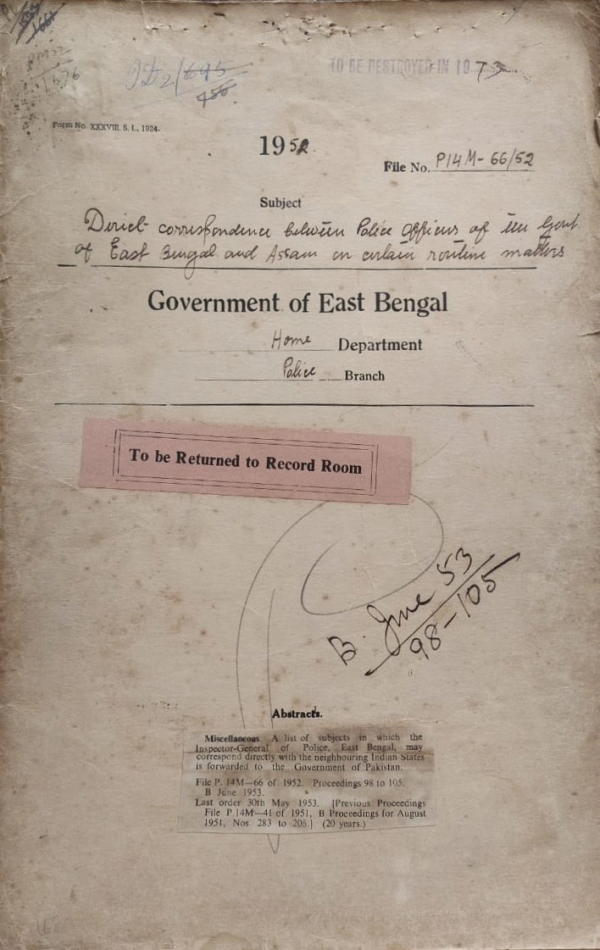 TO BE DESTROYED IN 1973
Form No. XXXVIII. S. I., 1924.
1952
File No. P14M-66/52
Subject
Direct correspondence between Police Officers of the Govt
of East Bengal and Assam on certain routine matters
Government of East Bengal
Home Department
Police Branch
To be Returned to Record Room
B. June 53
98-105
Abstracts.
Miscellaneous A list of subjects in which the
Inspector-General of Police, East Bengal, may
correspond directly with the neighbouring Indian States
is forwarded to the Government of Pakistan.
File P. 14M—66 of 1952. Proceedings 98 to 105.
B June 1953.
Last order 30th May 1953. [Previous Proceedings
File P. 14M—41 of 1951, B Proceedings for August
1951, Nos 283 to 206.] (20 years.)